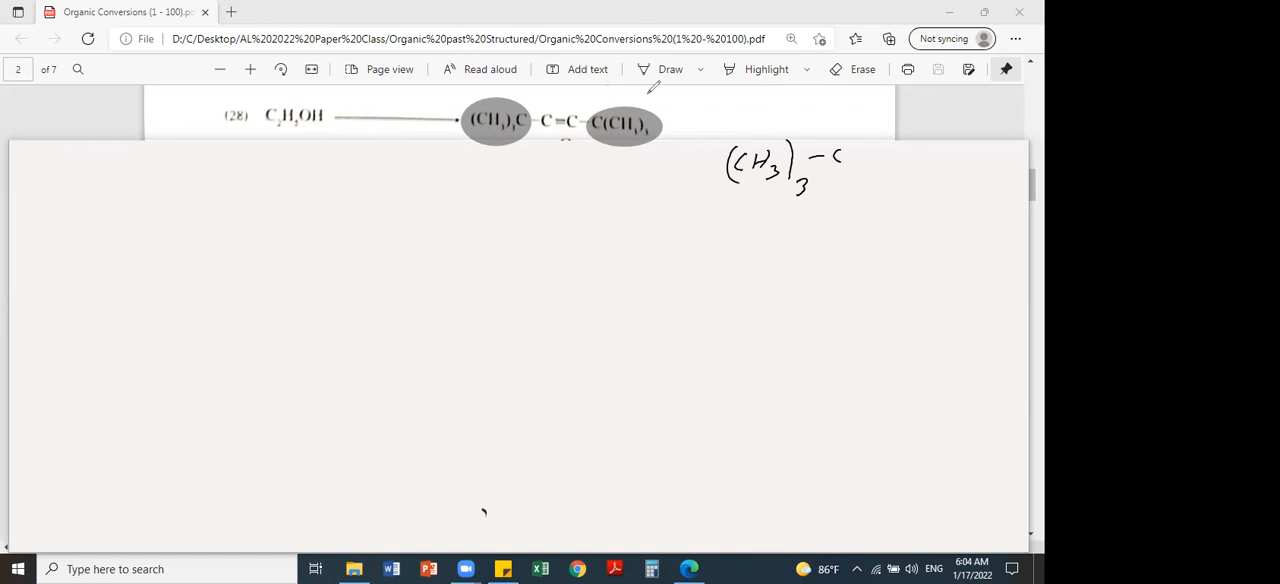 Organic Conversions (1 - 100).pc
File D:/C/Desktop/AL%202022%20Paper%20Class/Organic%20past%20Structured/Organic%20Conversions%20(1%20-%20100).pdf Not syncing
2 of 7 Page view Read aloud Add text Draw Highlight Erase
(28) C₂H₅OH (CH₃)₃C - C ≡ C - C(CH₃)₃
(CH₃)₃ - C
Type here to search 86°F ENG 6:04 AM
1/17/2022